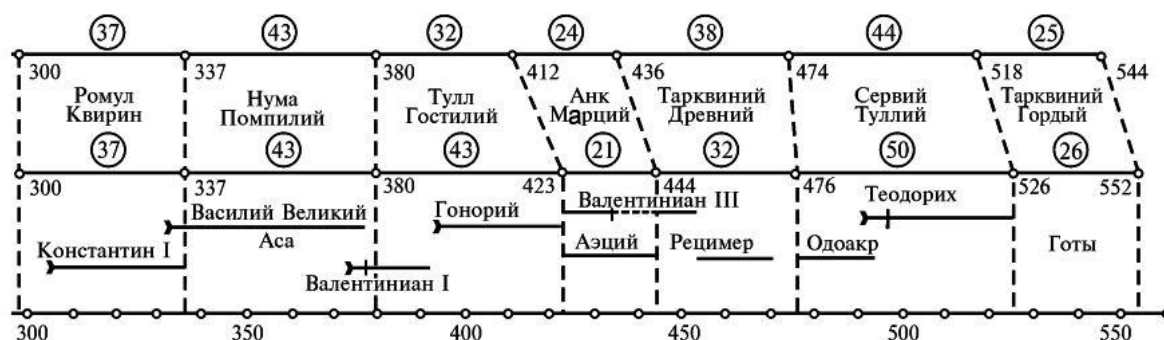 37 43 32 24 38 44 25
300 337 380 412 436 474 518 544
Ромул Квирин
Нума Помпилий
Тулл Гостилий
Анк Марций
Тарквиний Древний
Сервий Туллий
Тарквиний Гордый
37 43 43 21 32 50 26
300 337 380 423 444 476 526 552
Валентиниан III
Теодорих
Василий Великий
Гонорий
Аса
Аэций
Рецимер
Одоакр
Готы
Константин I
Валентиниан I
300 350 400 450 500 550